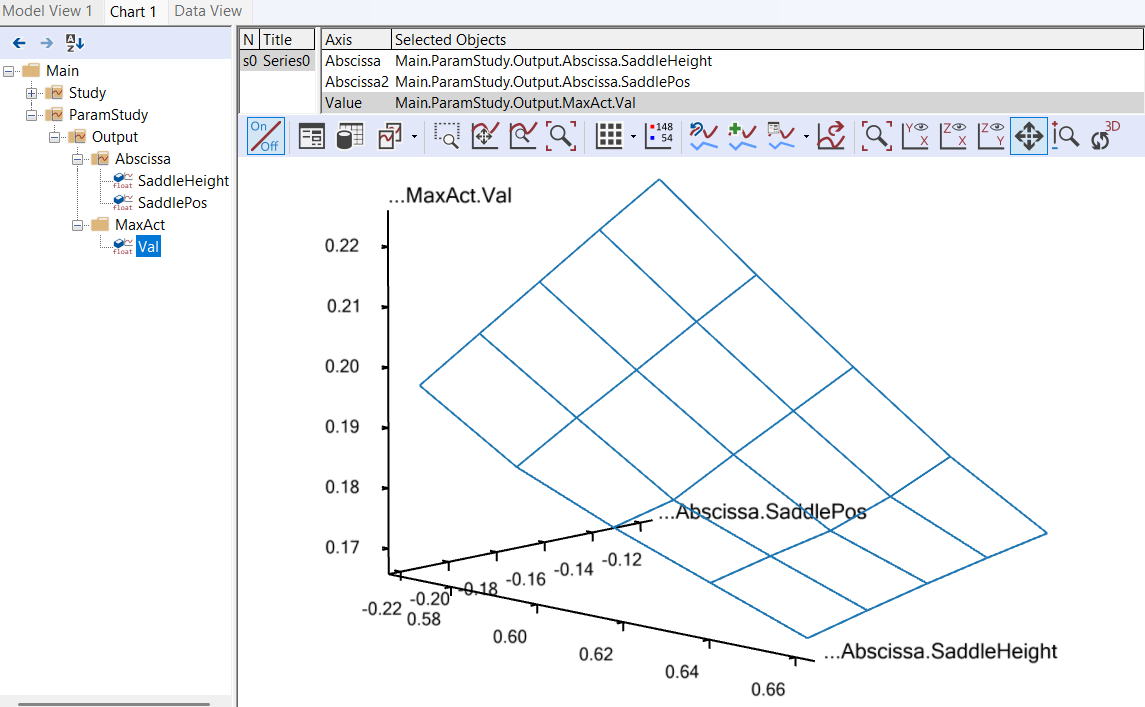 Model View 1 Chart 1 Data View
N Title Axis Selected Objects
s0 Series0 Abscissa Main.ParamStudy.Output.Abscissa.SaddleHeight
Abscissa2 Main.ParamStudy.Output.Abscissa.SaddlePos
Value Main.ParamStudy.Output.MaxAct.Val
A
Z
Main
Study
ParamStudy
Output
Abscissa
float SaddleHeight
float SaddlePos
MaxAct
float Val
On
Off
148
54
Y X
Z X
Z Y
3D
...MaxAct.Val
0.22
0.21
0.20
0.19
0.18
0.17
...Abscissa.SaddlePos
-0.22 -0.20 -0.18 -0.16 -0.14 -0.12
0.58
0.60
0.62
0.64
0.66
...Abscissa.SaddleHeight